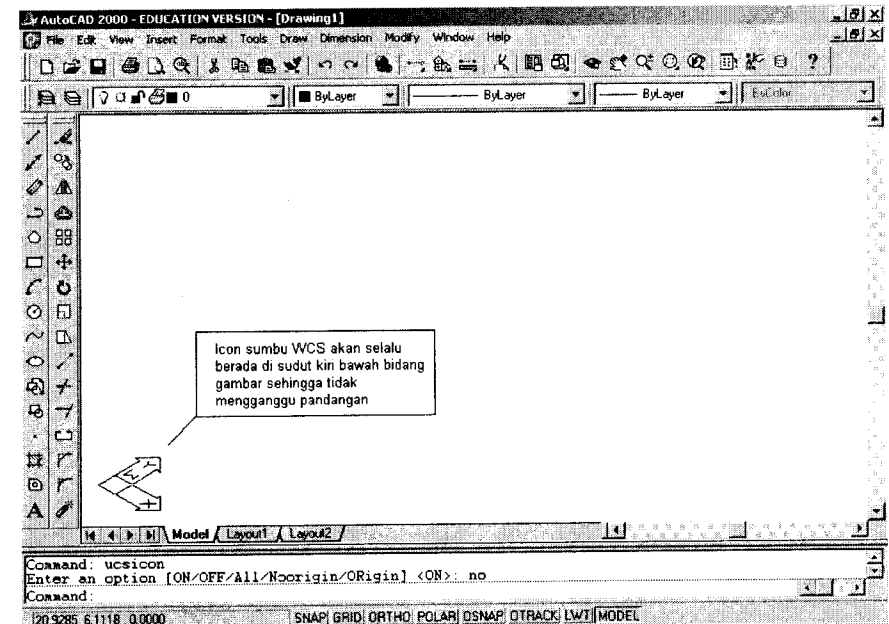 AutoCAD 2000 - EDUCATION VERSION - [Drawing1]
File Edit View Insert Format Tools Draw Dimension Modify Window Help
0 ByLayer ByLayer ByLayer ByColor
Icon sumbu WCS akan selalu
berada di sudut kiri bawah bidang
gambar sehingga tidak
mengganggu pandangan
Y
W
Model Layout1 Layout2
Command: ucsicon
Enter an option [ON/OFF/All/Noorigin/ORigin] <ON>: no
Command:
20.9285, 6.1118, 0.0000 SNAP GRID ORTHO POLAR OSNAP OTRACK LWT MODEL